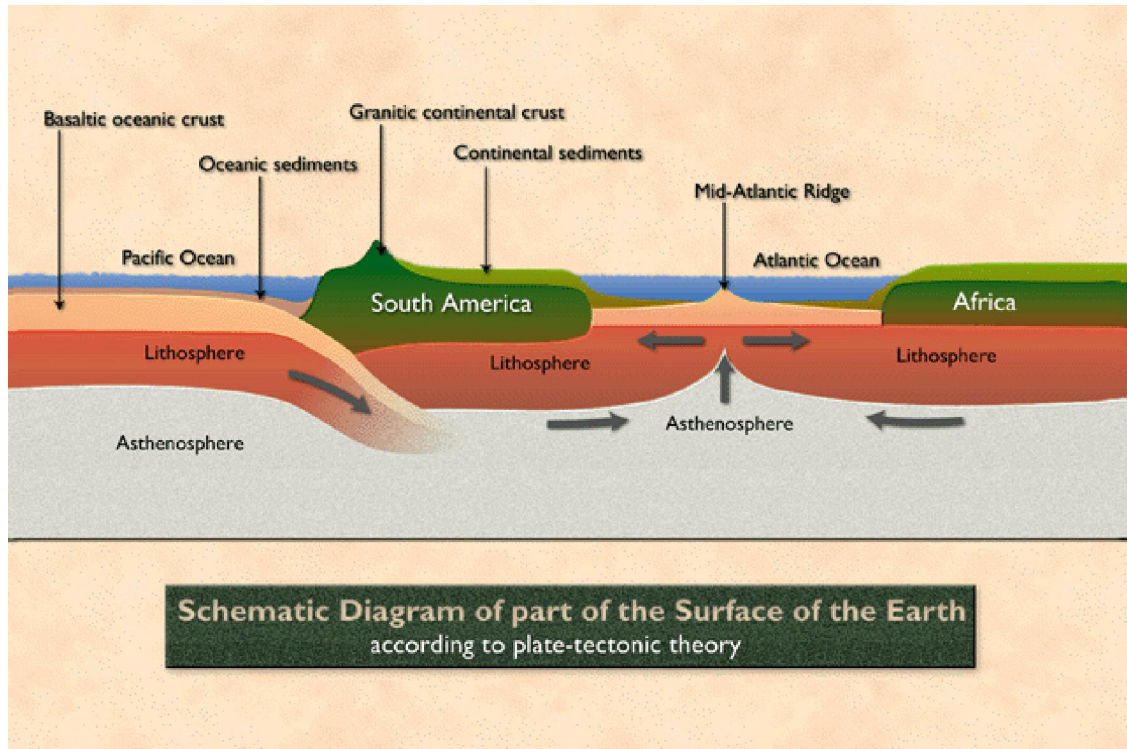 Basaltic oceanic crust
Granitic continental crust
Oceanic sediments
Continental sediments
Mid-Atlantic Ridge
Pacific Ocean
Atlantic Ocean
South America
Africa
Lithosphere
Lithosphere
Lithosphere
Asthenosphere
Asthenosphere
Schematic Diagram of part of the Surface of the Earth
according to plate-tectonic theory